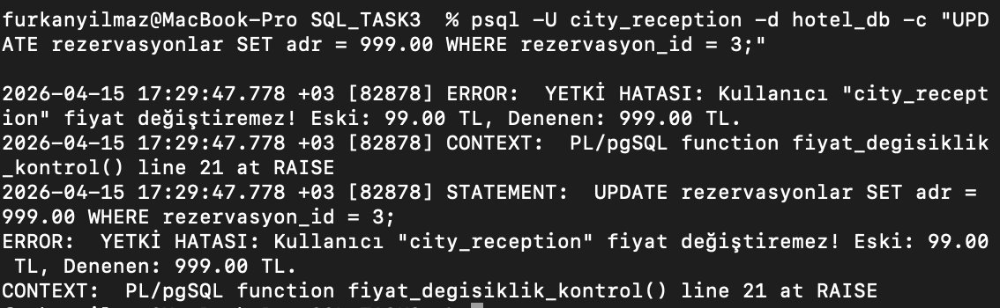 furkanyilmaz@MacBook-Pro SQL_TASK3  % psql -U city_reception -d hotel_db -c "UPD
ATE rezervasyonlar SET adr = 999.00 WHERE rezervasyon_id = 3;"
2026-04-15 17:29:47.778 +03 [82878] ERROR:  YETKİ HATASI: Kullanıcı "city_recept
ion" fiyat değiştiremez! Eski: 99.00 TL, Denenen: 999.00 TL.
2026-04-15 17:29:47.778 +03 [82878] CONTEXT:  PL/pgSQL function fiyat_degisiklik
_kontrol() line 21 at RAISE
2026-04-15 17:29:47.778 +03 [82878] STATEMENT:  UPDATE rezervasyonlar SET adr =
999.00 WHERE rezervasyon_id = 3;
ERROR:  YETKİ HATASI: Kullanıcı "city_reception" fiyat değiştiremez! Eski: 99.00
 TL, Denenen: 999.00 TL.
CONTEXT:  PL/pgSQL function fiyat_degisiklik_kontrol() line 21 at RAISE